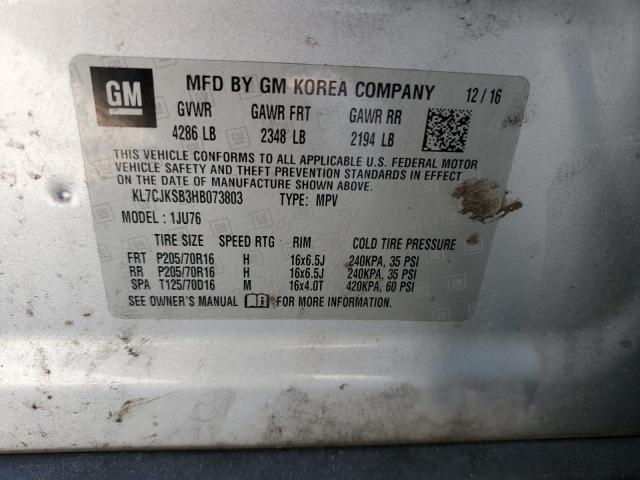 GM MFD BY GM KOREA COMPANY 12/16
GVWR GAWR FRT GAWR RR
4286 LB 2348 LB 2194 LB
THIS VEHICLE CONFORMS TO ALL APPLICABLE U.S. FEDERAL MOTOR
VEHICLE SAFETY AND THEFT PREVENTION STANDARDS IN EFFECT
ON THE DATE OF MANUFACTURE SHOWN ABOVE.
KL7CJKSB3HB073803 TYPE: MPV
MODEL: 1JU76
TIRE SIZE SPEED RTG RIM COLD TIRE PRESSURE
FRT P205/70R16 H 16x6.5J 240KPA, 35 PSI
RR P205/70R16 H 16x6.5J 240KPA, 35 PSI
SPA T125/70D16 M 16x4.0T 420KPA, 60 PSI
SEE OWNER'S MANUAL i FOR MORE INFORMATION.